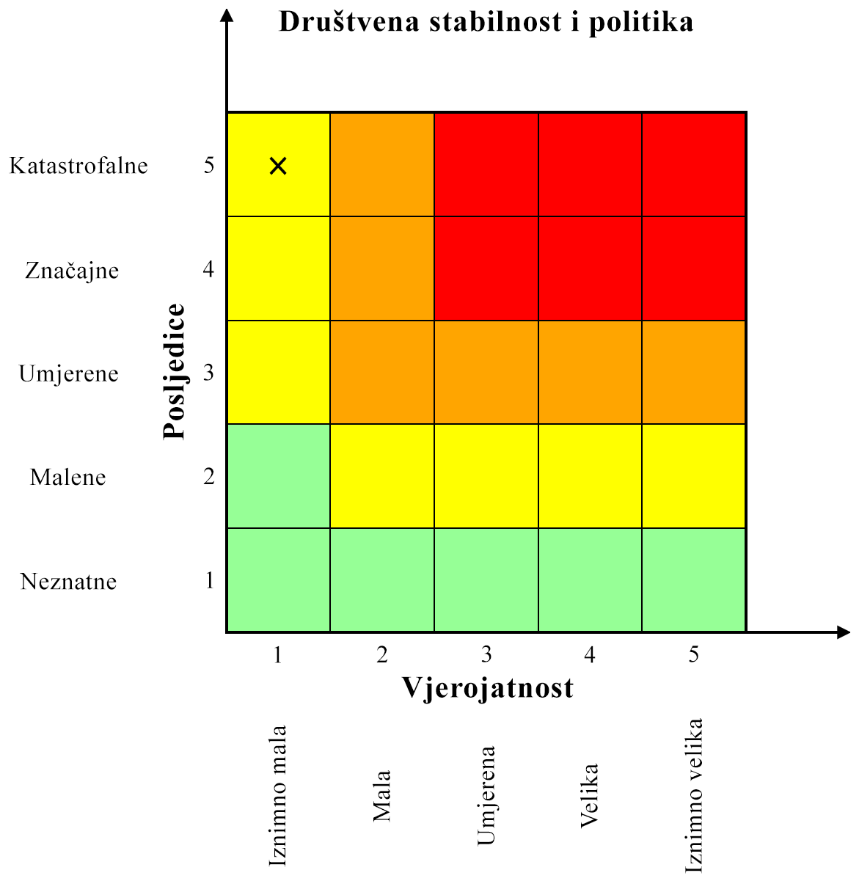 Društvena stabilnost i politika
Katastrofalne 5
Značajne 4
Umjerene 3
Malene 2
Neznatne 1
Posljedice
1 2 3 4 5
Vjerojatnost
Iznimno mala
Mala
Umjerena
Velika
Iznimno velika